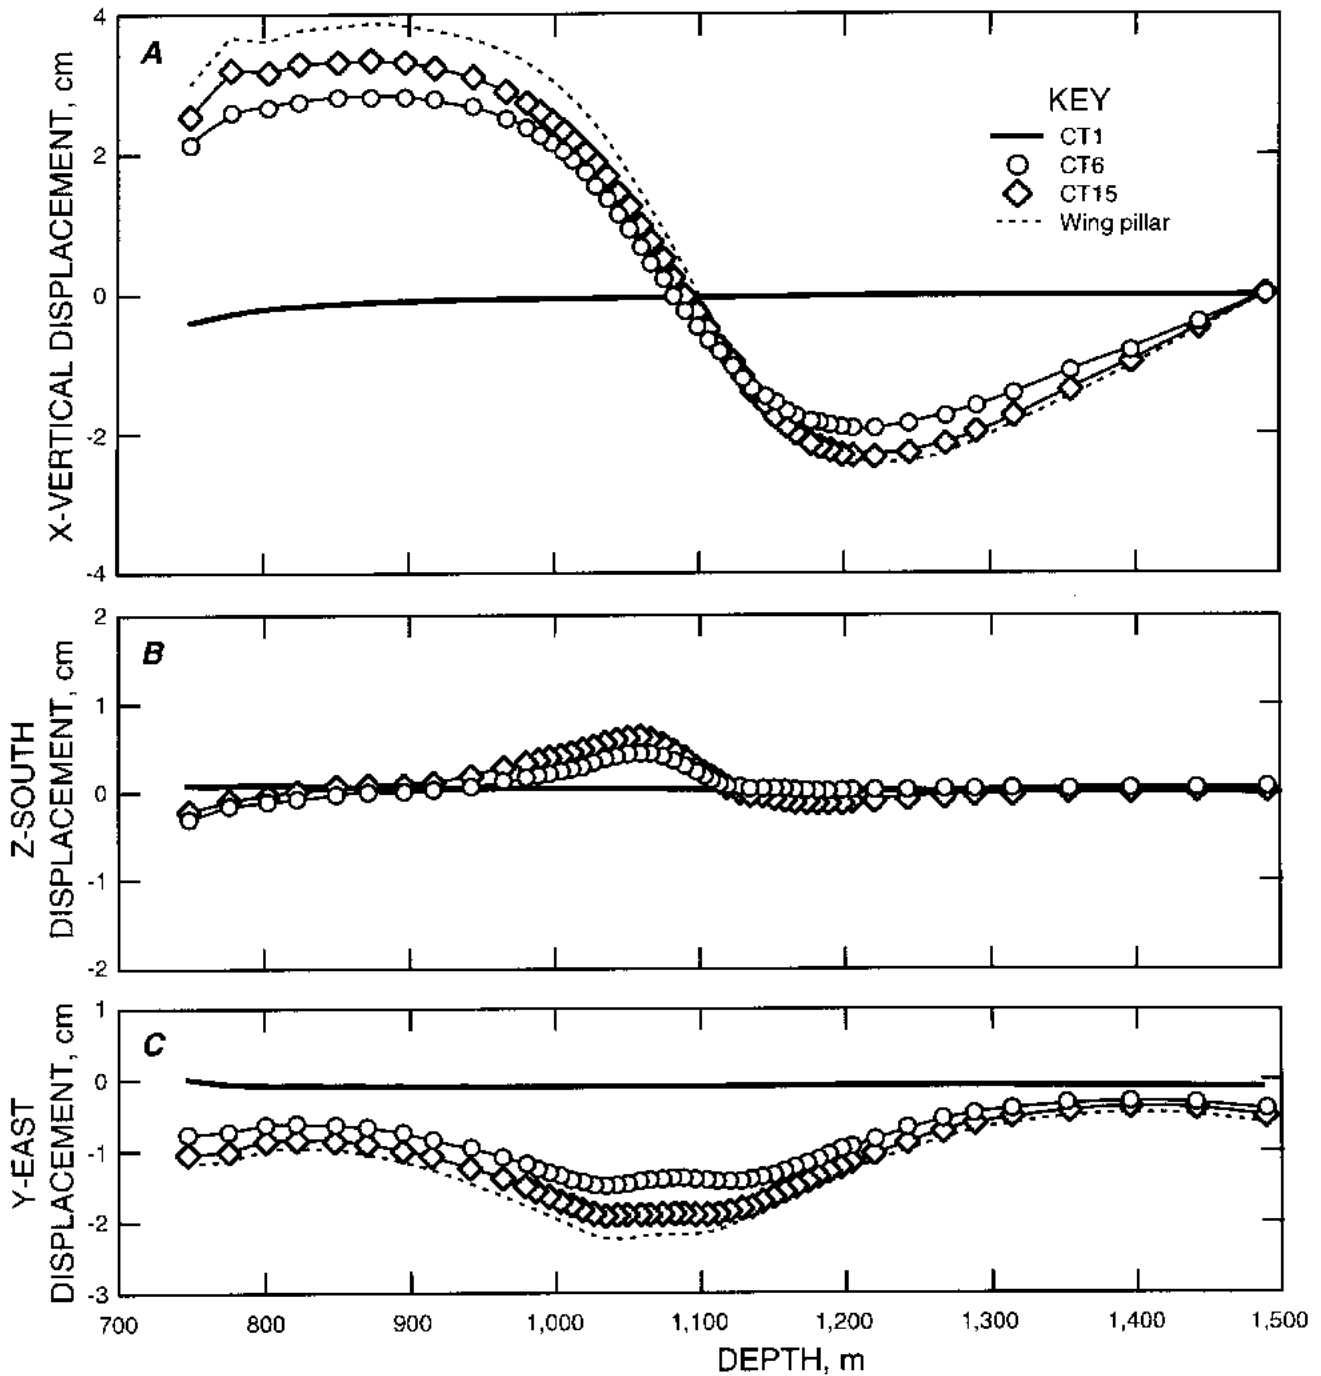 A
X-VERTICAL DISPLACEMENT, cm
4
2
0
-2
-4
KEY
CT1
CT6
CT15
Wing pillar
B
Z-SOUTH
DISPLACEMENT, cm
2
1
0
-1
-2
C
Y-EAST
DISPLACEMENT, cm
1
0
-1
-2
-3
700 800 900 1,000 1,100 1,200 1,300 1,400 1,500
DEPTH, m